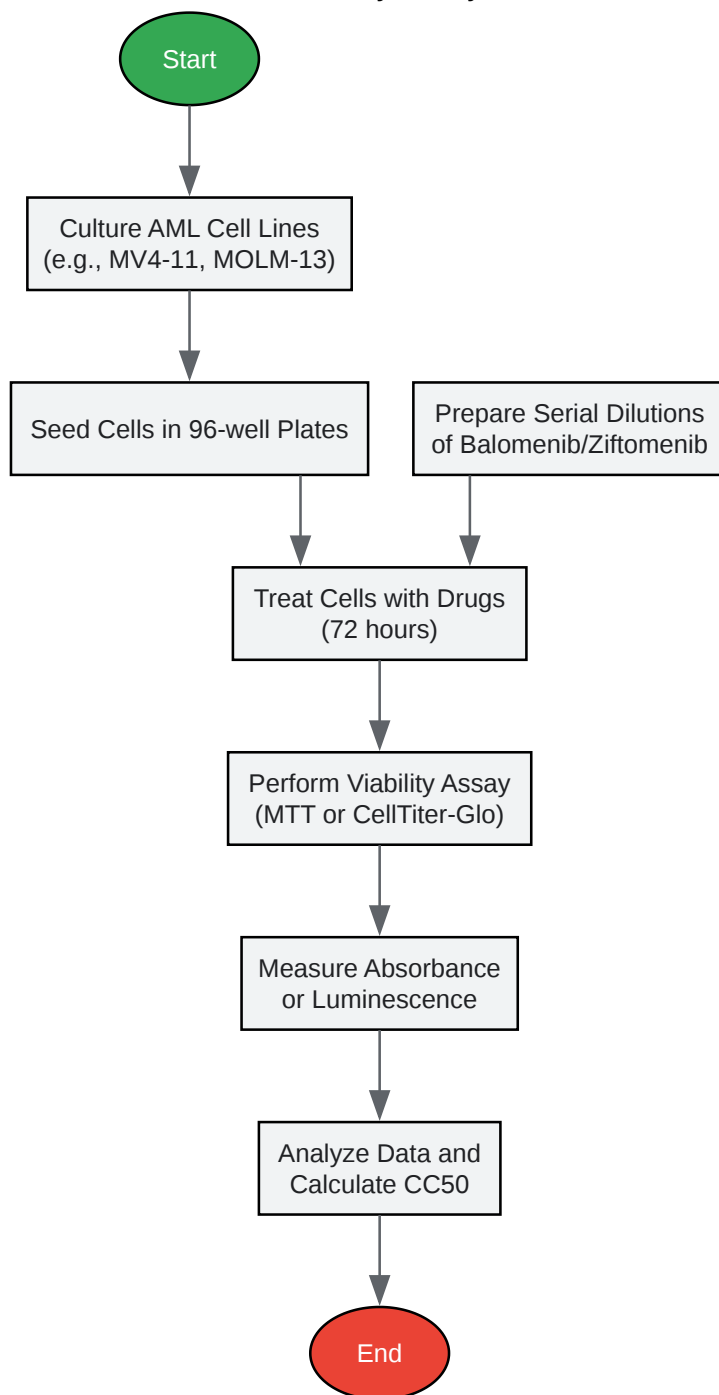 Start
Culture AML Cell Lines
(e.g., MV4-11, MOLM-13)
Seed Cells in 96-well Plates
Prepare Serial Dilutions
of Balomenib/Ziftomenib
Treat Cells with Drugs
(72 hours)
Perform Viability Assay
(MTT or CellTiter-Glo)
Measure Absorbance
or Luminescence
Analyze Data and
Calculate CC50
End